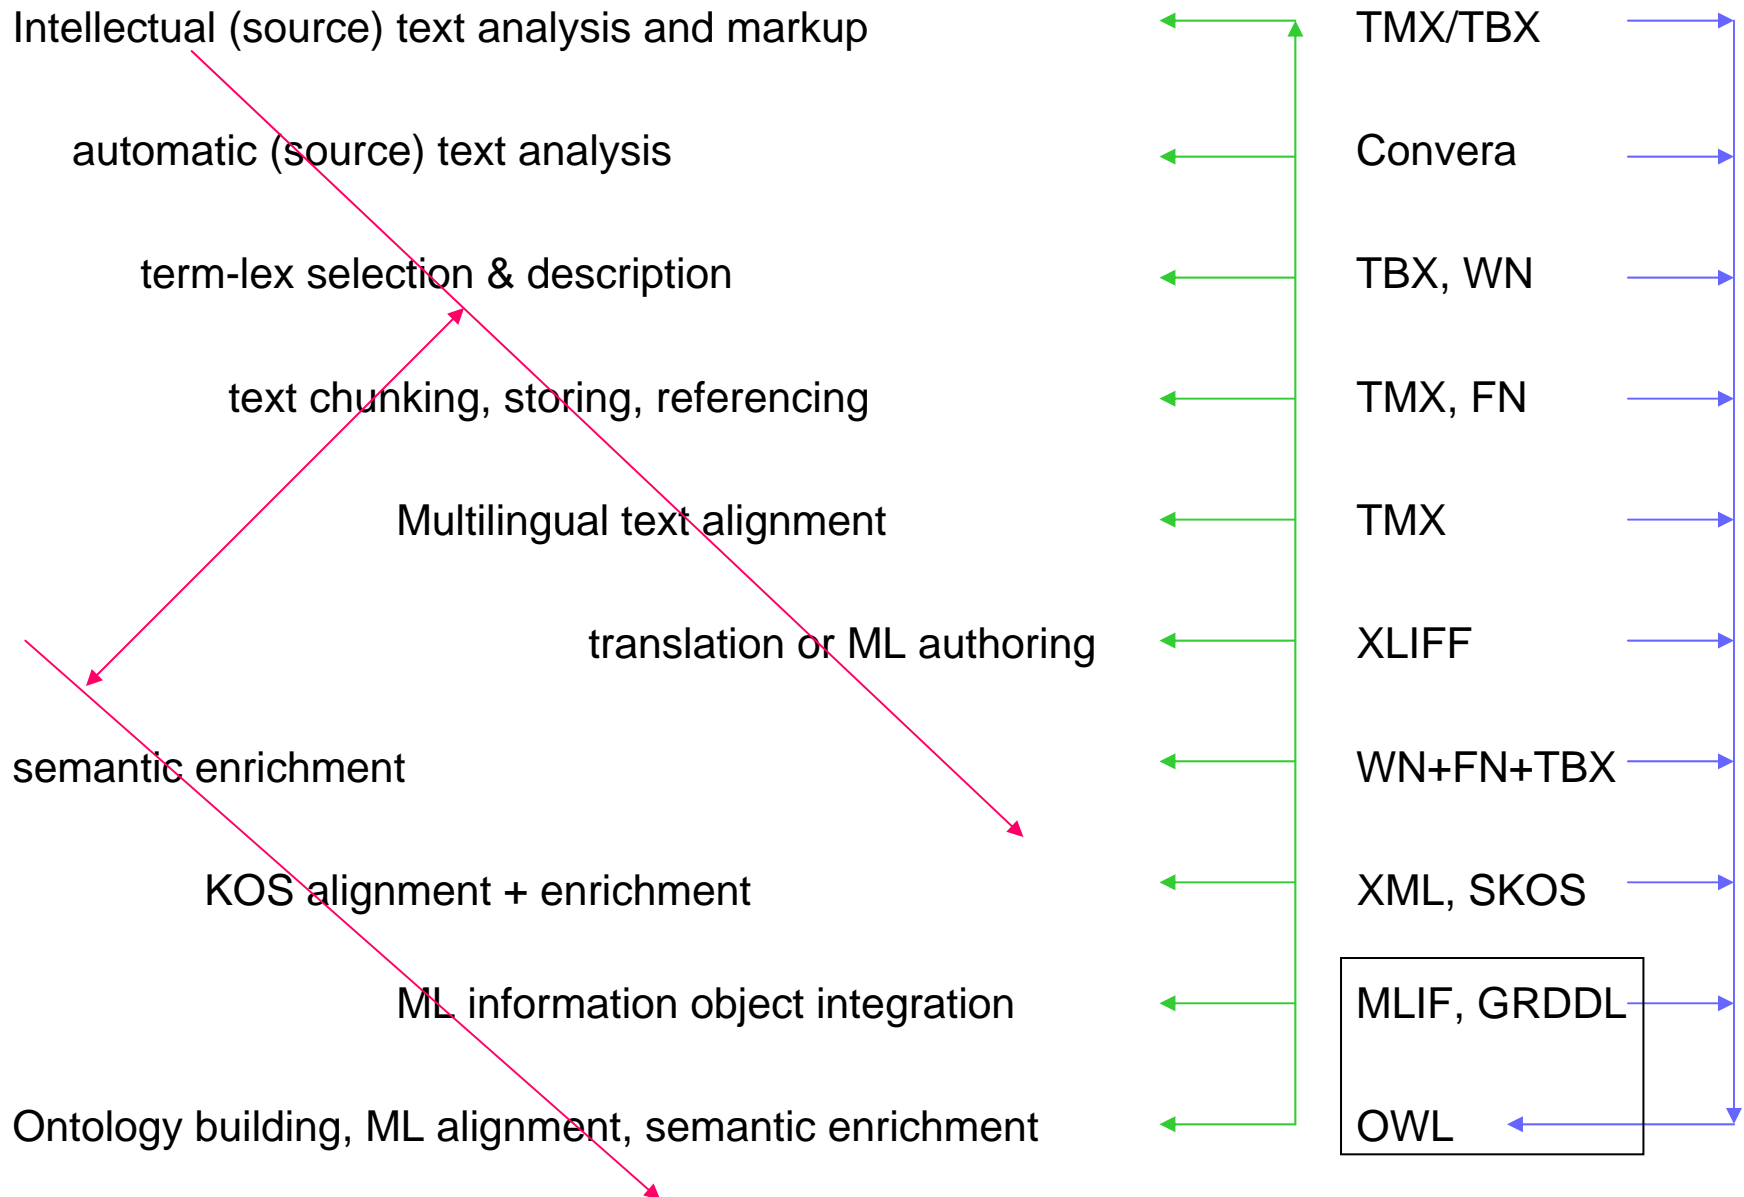 Intellectual (source) text analysis and markup TMX/TBX
automatic (source) text analysis Convera
term-lex selection & description TBX, WN
text chunking, storing, referencing TMX, FN
Multilingual text alignment TMX
translation or ML authoring XLIFF
semantic enrichment WN+FN+TBX
KOS alignment + enrichment XML, SKOS
ML information object integration MLIF, GRDDL
Ontology building, ML alignment, semantic enrichment OWL